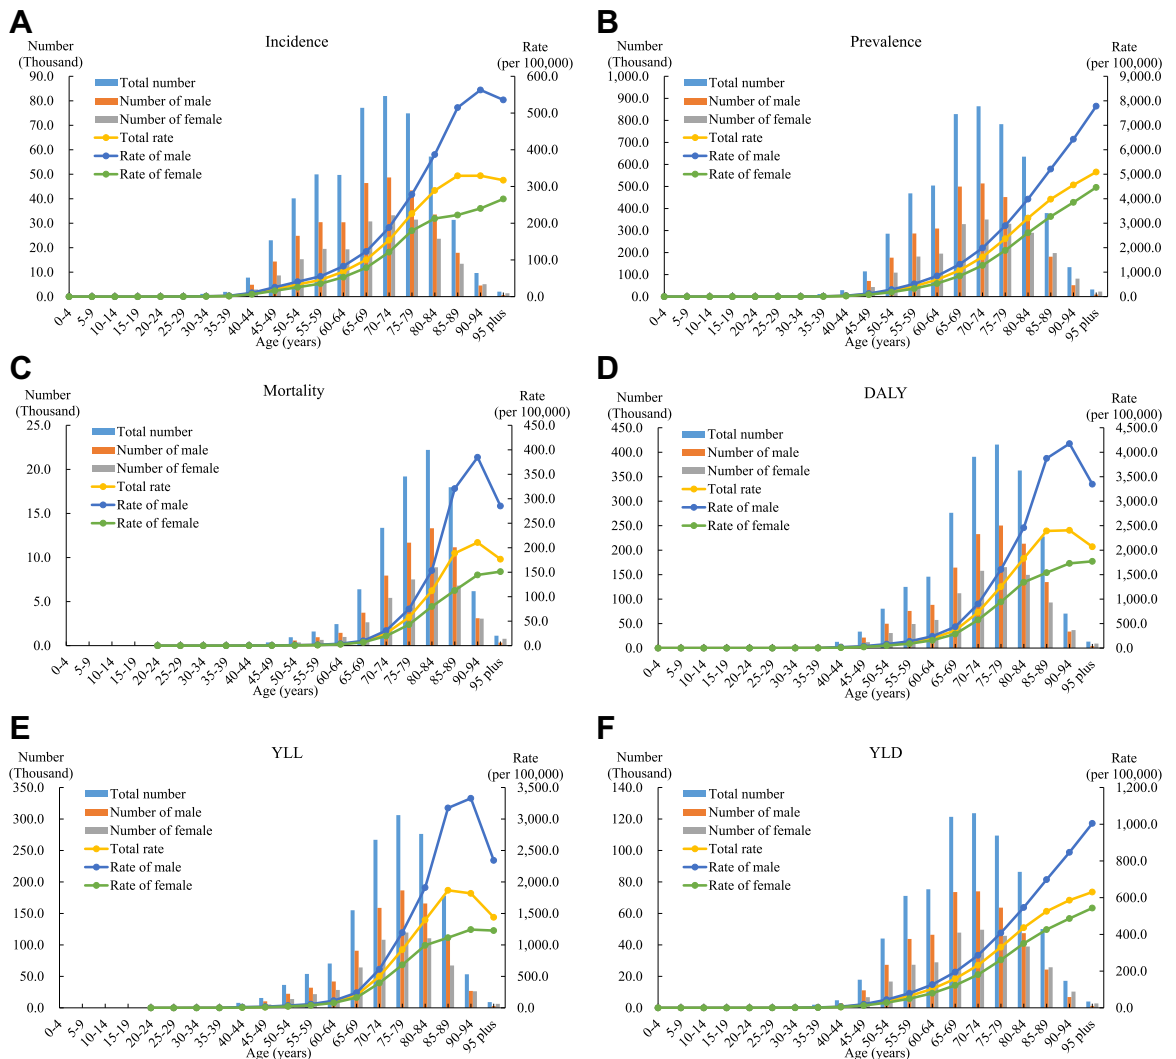 A
Incidence
Number
(Thousand)
Rate
(per 100,000)
90.0
80.0
70.0
60.0
50.0
40.0
30.0
20.0
10.0
0.0
600.0
500.0
400.0
300.0
200.0
100.0
0.0
Total number
Number of male
Number of female
Total rate
Rate of male
Rate of female
0-4
5-9
10-14
15-19
20-24
25-29
30-34
35-39
40-44
45-49
50-54
55-59
60-64
65-69
70-74
75-79
80-84
85-89
90-94
95 plus
Age (years)
B
Prevalence
Number
(Thousand)
Rate
(per 100,000)
1,000.0
900.0
800.0
700.0
600.0
500.0
400.0
300.0
200.0
100.0
0.0
9,000.0
8,000.0
7,000.0
6,000.0
5,000.0
4,000.0
3,000.0
2,000.0
1,000.0
0.0
Total number
Number of male
Number of female
Total rate
Rate of male
Rate of female
0-4
5-9
10-14
15-19
20-24
25-29
30-34
35-39
40-44
45-49
50-54
55-59
60-64
65-69
70-74
75-79
80-84
85-89
90-94
95 plus
Age (years)
C
Mortality
Number
(Thousand)
Rate
(per 100,000)
25.0
20.0
15.0
10.0
5.0
0.0
450.0
400.0
350.0
300.0
250.0
200.0
150.0
100.0
50.0
0.0
Total number
Number of male
Number of female
Total rate
Rate of male
Rate of female
0-4
5-9
10-14
15-19
20-24
25-29
30-34
35-39
40-44
45-49
50-54
55-59
60-64
65-69
70-74
75-79
80-84
85-89
90-94
95 plus
Age (years)
D
DALY
Number
(Thousand)
Rate
(per 100,000)
450.0
400.0
350.0
300.0
250.0
200.0
150.0
100.0
50.0
0.0
4,500.0
4,000.0
3,500.0
3,000.0
2,500.0
2,000.0
1,500.0
1,000.0
500.0
0.0
Total number
Number of male
Number of female
Total rate
Rate of male
Rate of female
0-4
5-9
10-14
15-19
20-24
25-29
30-34
35-39
40-44
45-49
50-54
55-59
60-64
65-69
70-74
75-79
80-84
85-89
90-94
95 plus
Age (years)
E
YLL
Number
(Thousand)
Rate
(per 100,000)
350.0
300.0
250.0
200.0
150.0
100.0
50.0
0.0
3,500.0
3,000.0
2,500.0
2,000.0
1,500.0
1,000.0
500.0
0.0
Total number
Number of male
Number of female
Total rate
Rate of male
Rate of female
0-4
5-9
10-14
15-19
20-24
25-29
30-34
35-39
40-44
45-49
50-54
55-59
60-64
65-69
70-74
75-79
80-84
85-89
90-94
95 plus
Age (years)
F
YLD
Number
(Thousand)
Rate
(per 100,000)
140.0
120.0
100.0
80.0
60.0
40.0
20.0
0.0
1,200.0
1,000.0
800.0
600.0
400.0
200.0
0.0
Total number
Number of male
Number of female
Total rate
Rate of male
Rate of female
0-4
5-9
10-14
15-19
20-24
25-29
30-34
35-39
40-44
45-49
50-54
55-59
60-64
65-69
70-74
75-79
80-84
85-89
90-94
95 plus
Age (years)